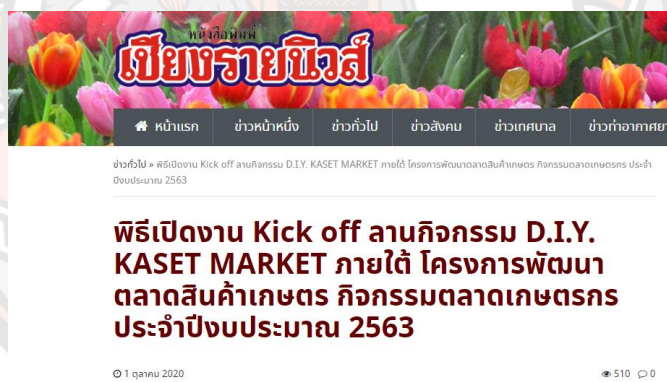 หนังสือพิมพ์
เชียงรายนิวส์
หน้าแรก ข่าวหน้าหนึ่ง ข่าวทั่วไป ข่าวสังคม ข่าวเทศบาล ข่าวท่าอากาศยา
ข่าวทั่วไป » พิธีเปิดงาน Kick off ลานกิจกรรม D.I.Y. KASET MARKET ภายใต้ โครงการพัฒนาตลาดสินค้าเกษตร กิจกรรมตลาดเกษตรกร ประจำ
ปีงบประมาณ 2563
พิธีเปิดงาน Kick off ลานกิจกรรม D.I.Y.
KASET MARKET ภายใต้ โครงการพัฒนา
ตลาดสินค้าเกษตร กิจกรรมตลาดเกษตรกร
ประจำปีงบประมาณ 2563
1 ตุลาคม 2020 510 0